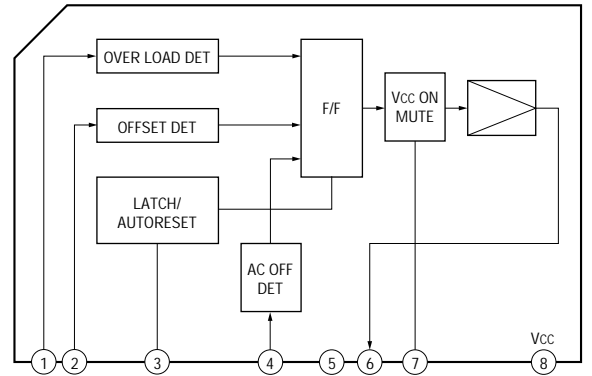 OVER LOAD DET
OFFSET DET
LATCH/
AUTORESET
F/F
VCC ON
MUTE
AC OFF
DET
VCC
1 2 3 4 5 6 7 8